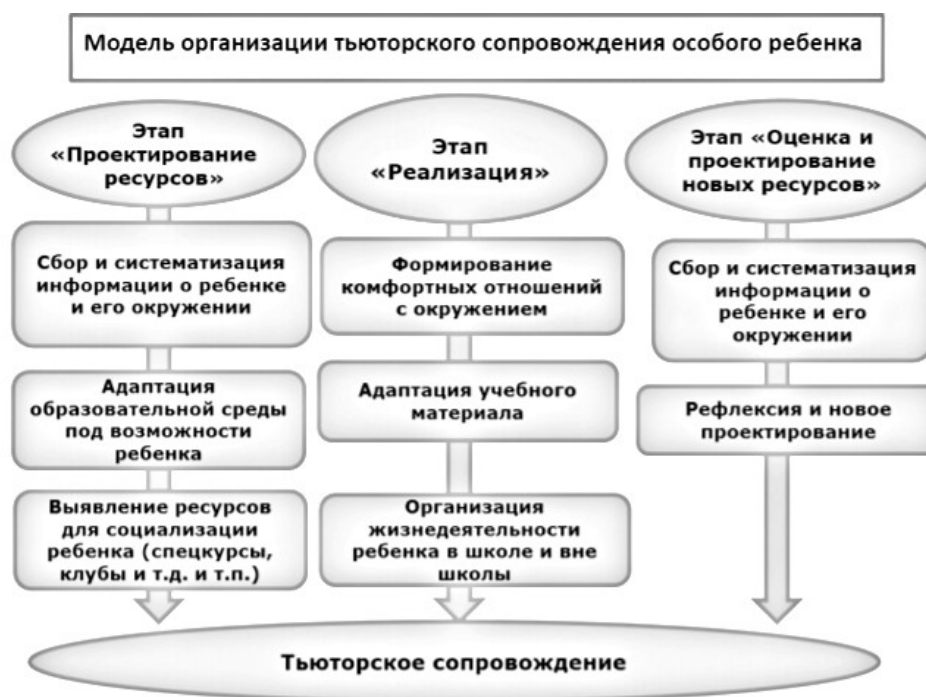 Модель организации тьюторского сопровождения особого ребенка
Этап
«Проектирование
ресурсов»
Сбор и систематизация
информации о ребенке
и его окружении
Адаптация
образовательной среды
под возможности
ребенка
Выявление ресурсов
для социализации
ребенка (спецкурсы,
клубы и т.д. и т.п.)
Этап
«Реализация»
Формирование
комфортных отношений
с окружением
Адаптация учебного
материала
Организация
жизнедеятельности
ребенка в школе и вне
школы
Этап «Оценка и
проектирование
новых ресурсов»
Сбор и систематизация
информации о
ребенке и его
окружении
Рефлексия и новое
проектирование
Тьюторское сопровождение